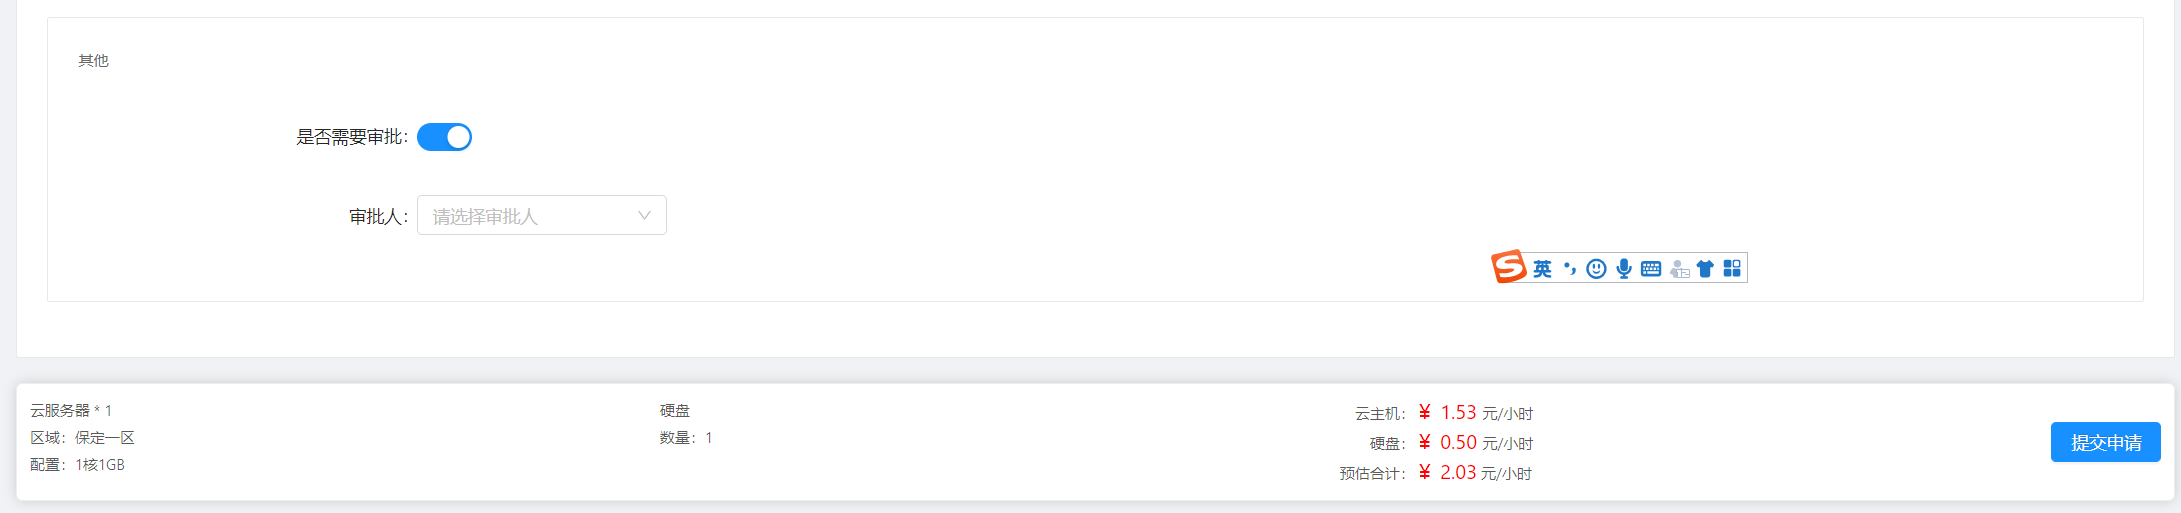 其他
是否需要审批：
审批人： 请选择审批人
英
云服务器 * 1
区域：保定一区
配置：1核1GB
硬盘
数量：1
云主机： ¥ 1.53 元/小时
硬盘： ¥ 0.50 元/小时
预估合计： ¥ 2.03 元/小时
提交申请